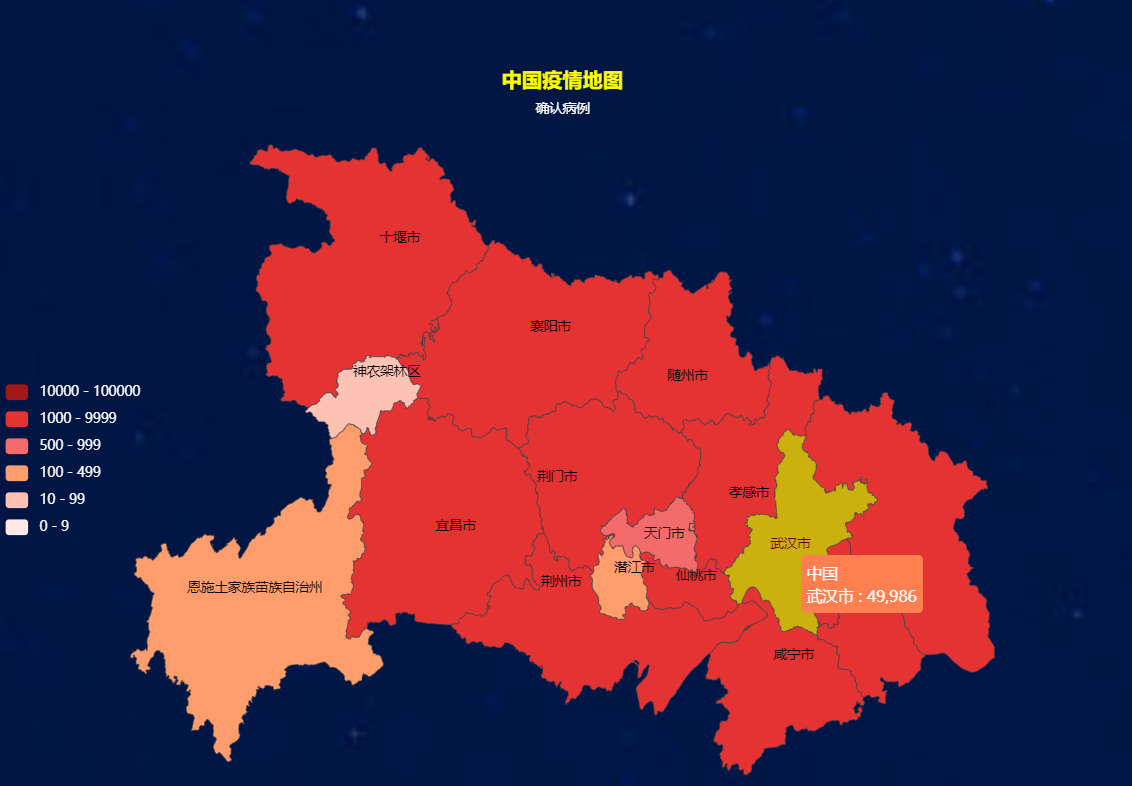 中国疫情地图
确认病例
十堰市
襄阳市
神农架林区
随州市
10000 - 100000
1000 - 9999
500 - 999
100 - 499
10 - 99
0 - 9
荆门市
孝感市
宜昌市
天门市
武汉市
潜江市
仙桃市
荆州市
恩施土家族苗族自治州
中国
武汉市 : 49,986
咸宁市